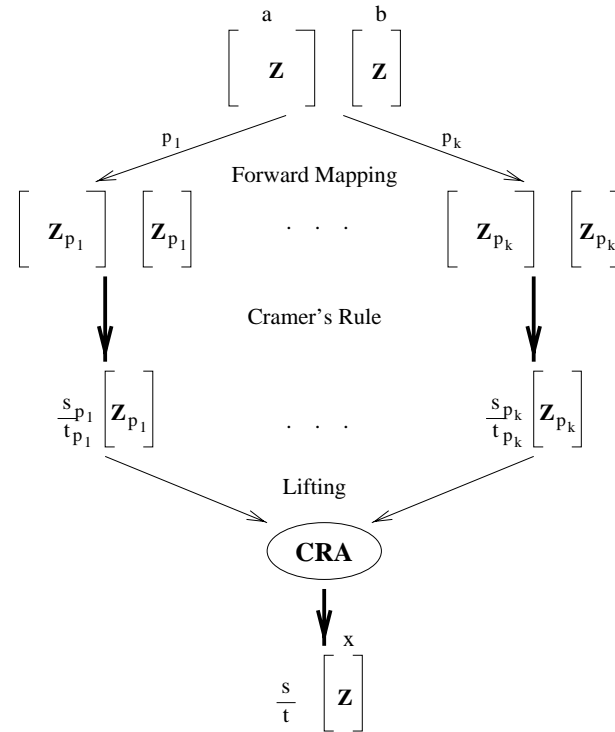 a b
Z Z
p1 pk
Forward Mapping
Zp1 Zp1 . . . Zpk Zpk
Cramer's Rule
sp1/tp1 Zp1 . . . spk/tpk Zpk
Lifting
CRA
x
s/t Z